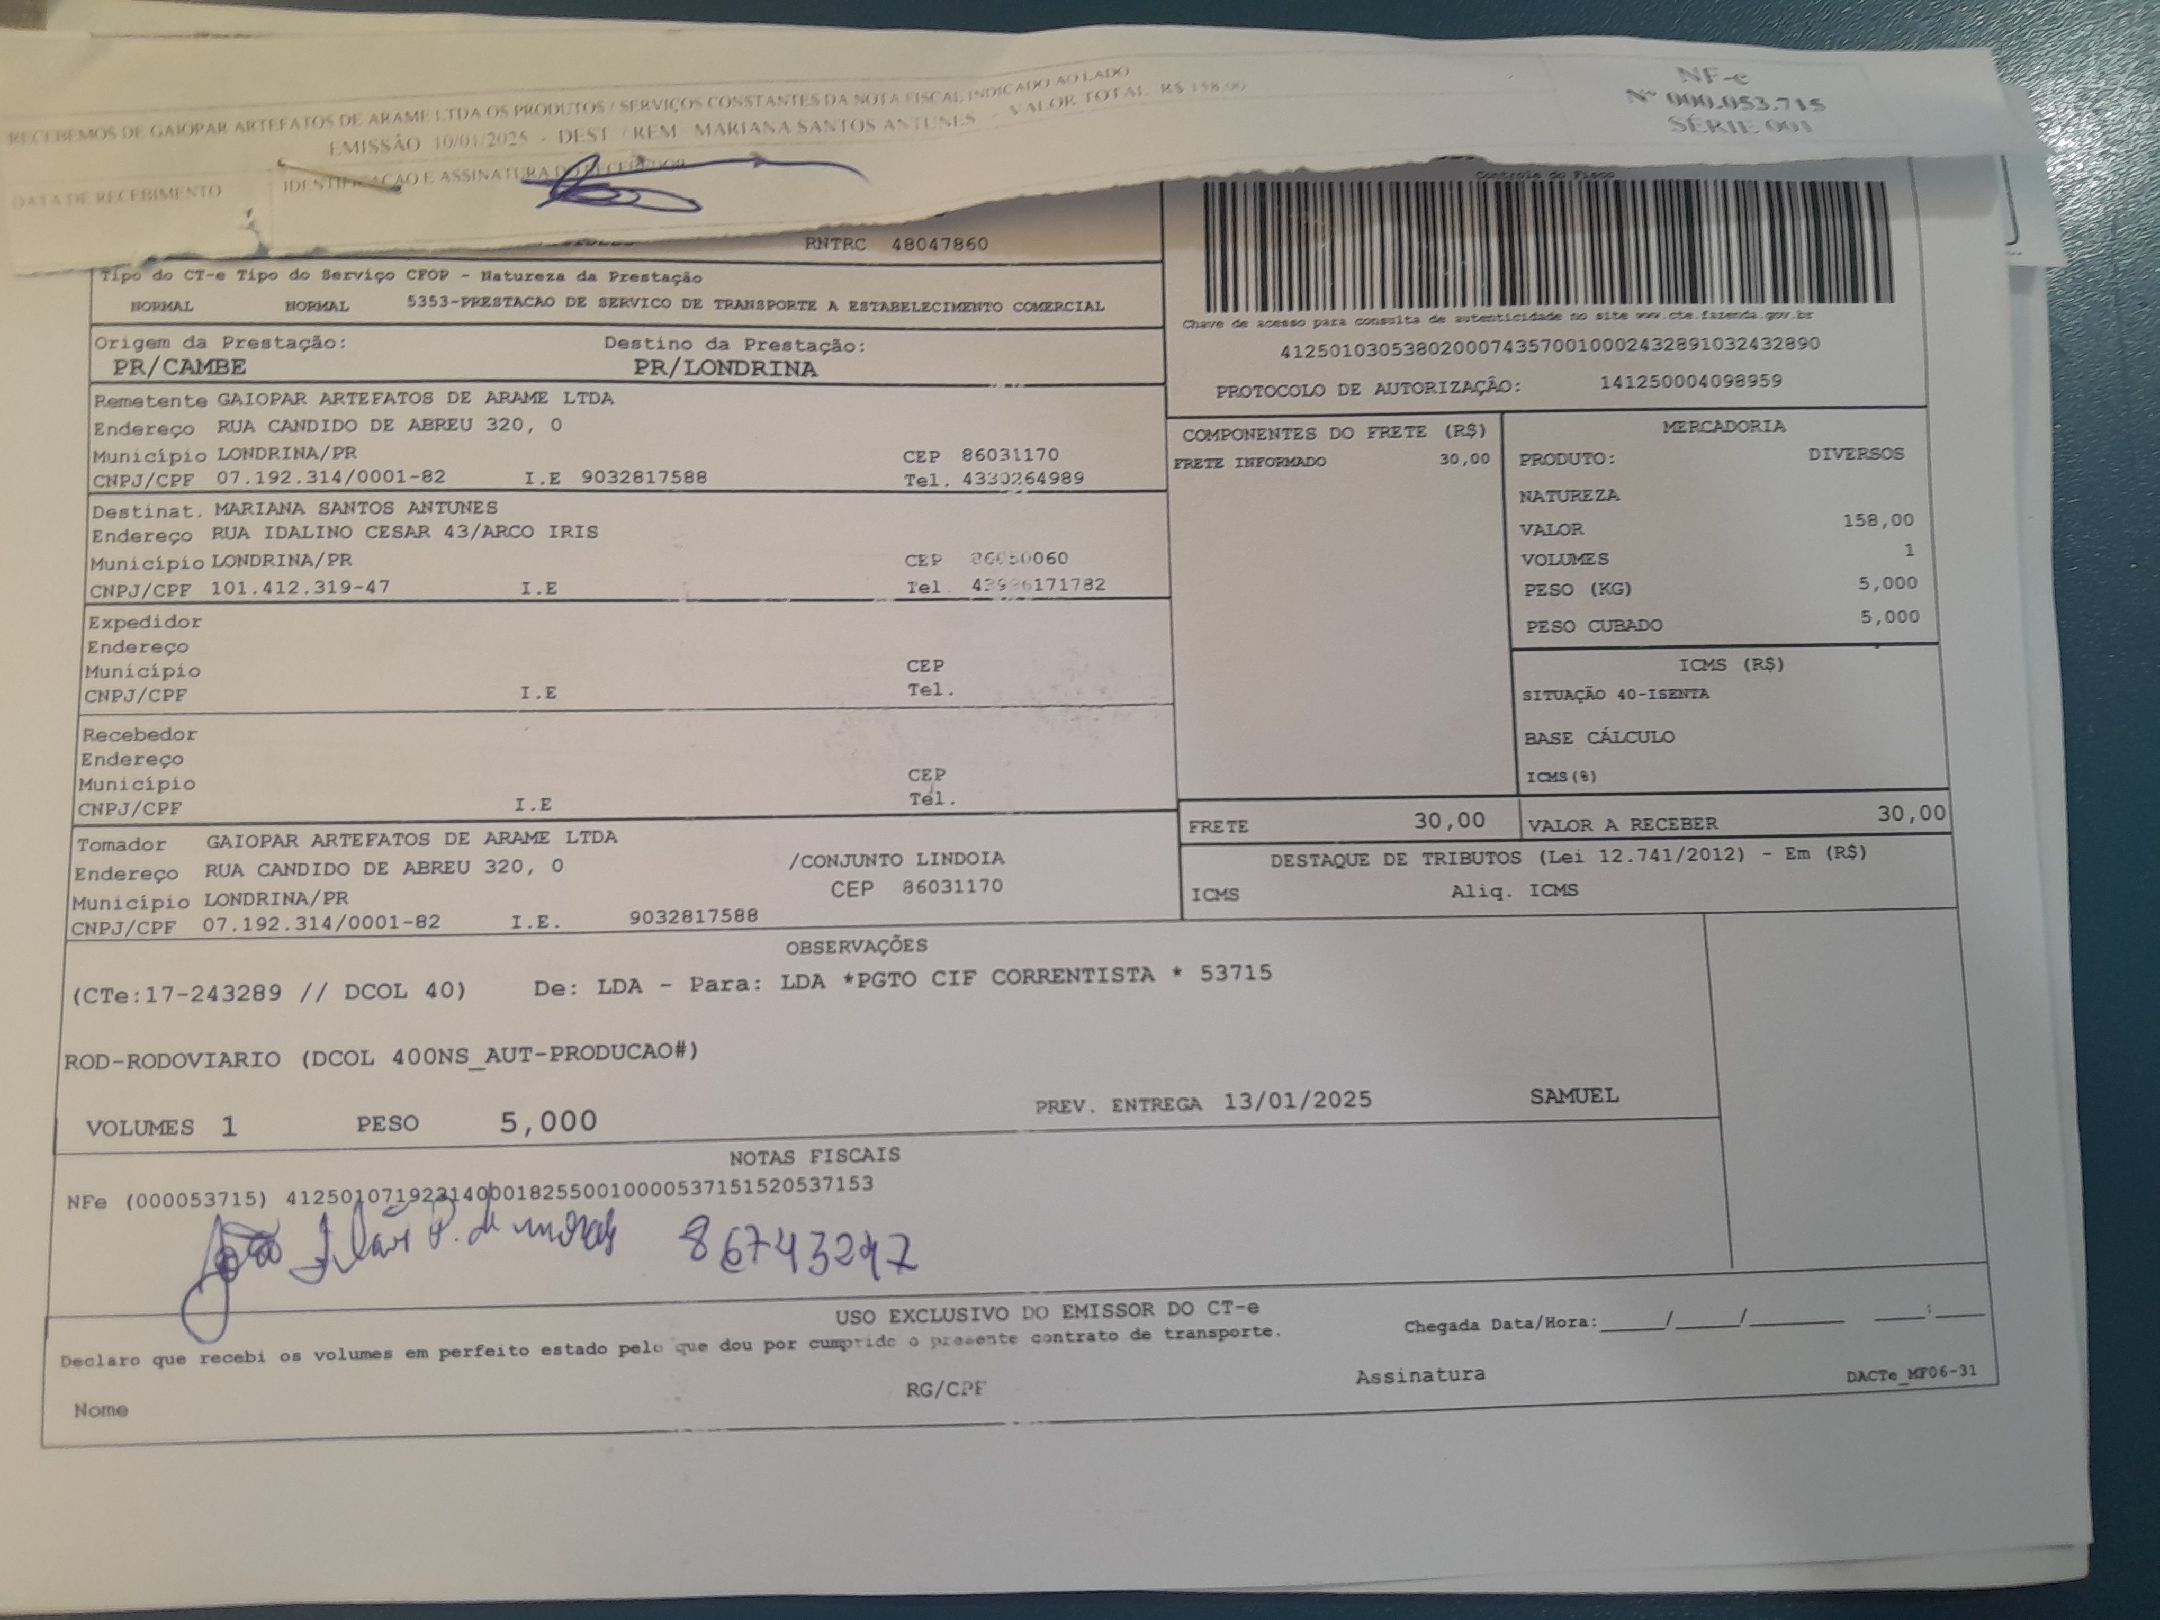 RECEBEMOS DE GAIOPAR ARTEFATOS DE ARAME LTDA OS PRODUTOS / SERVIÇOS CONSTANTES DA NOTA FISCAL INDICADO AO LADO
EMISSÃO 10/01/2025 - DEST / REM MARIANA SANTOS ANTUNES - VALOR TOTAL R$ 158,00
NF-e
Nº 000.053.715
SÉRIE 001
DATA DE RECEBIMENTO
IDENTIFICAÇÃO E ASSINATURA DO RECEBEDOR
Controle do Fisco
RNTRC 48047860
Tipo do CT-e Tipo do Serviço CFOP - Natureza da Prestação
NORMAL NORMAL 5353-PRESTACAO DE SERVICO DE TRANSPORTE A ESTABELECIMENTO COMERCIAL
Chave de acesso para consulta de autenticidade no site www.cte.fazenda.gov.br
41250103053802000743570010002432891032432890
PROTOCOLO DE AUTORIZAÇÃO: 141250004098959
Origem da Prestação: Destino da Prestação:
PR/CAMBE PR/LONDRINA
Remetente GAIOPAR ARTEFATOS DE ARAME LTDA
Endereço RUA CANDIDO DE ABREU 320, 0
Município LONDRINA/PR CEP 86031170
CNPJ/CPF 07.192.314/0001-82 I.E 9032817588 Tel. 4330264989
Destinat. MARIANA SANTOS ANTUNES
Endereço RUA IDALINO CESAR 43/ARCO IRIS
Município LONDRINA/PR CEP
CNPJ/CPF 101.412.319-47 I.E Tel
Expedidor
Endereço
Município CEP
CNPJ/CPF I.E Tel.
Recebedor
Endereço
Município CEP
CNPJ/CPF I.E Tel.
Tomador GAIOPAR ARTEFATOS DE ARAME LTDA
Endereço RUA CANDIDO DE ABREU 320, 0 /CONJUNTO LINDOIA
Município LONDRINA/PR CEP 86031170
CNPJ/CPF 07.192.314/0001-82 I.E. 9032817588
COMPONENTES DO FRETE (R$)
FRETE INFORMADO 30,00
MERCADORIA
PRODUTO: DIVERSOS
NATUREZA
VALOR 158,00
VOLUMES 1
PESO (KG) 5,000
PESO CUBADO 5,000
ICMS (R$)
SITUAÇÃO 40-ISENTA
BASE CÁLCULO
ICMS(%)
FRETE 30,00 VALOR A RECEBER 30,00
DESTAQUE DE TRIBUTOS (Lei 12.741/2012) - Em (R$)
ICMS Aliq. ICMS
OBSERVAÇÕES
(CTe:17-243289 // DCOL 40) De: LDA - Para: LDA *PGTO CIF CORRENTISTA * 53715
ROD-RODOVIARIO (DCOL 400NS_AUT-PRODUCAO#)
VOLUMES 1 PESO 5,000 PREV. ENTREGA 13/01/2025 SAMUEL
NOTAS FISCAIS
NFe (000053715) 41250107192314000182550010000537151520537153
João P. de 86743247
USO EXCLUSIVO DO EMISSOR DO CT-e
Declaro que recebi os volumes em perfeito estado pelo que dou por cumprido o presente contrato de transporte.
Chegada Data/Hora:_____/_____/_______ ____:____
Nome RG/CPF Assinatura
DACTe_MF06-31